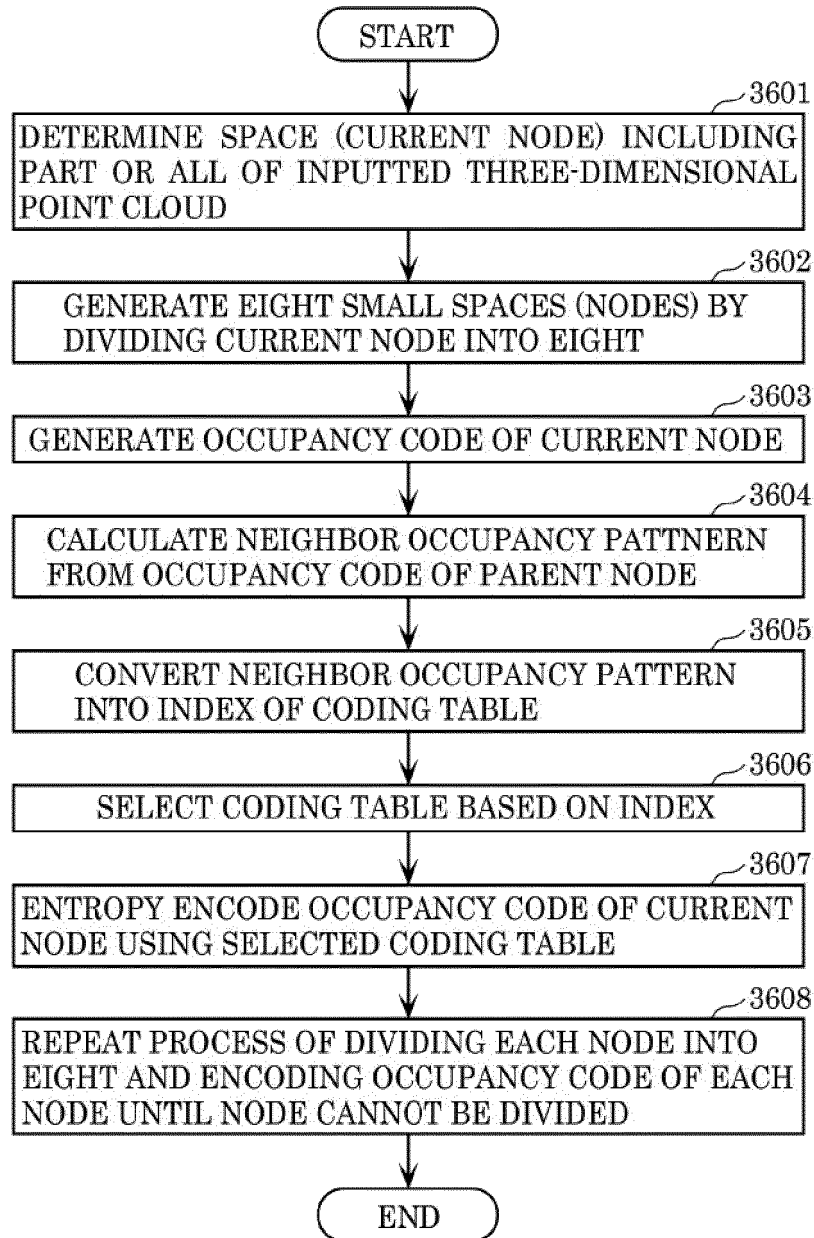 START
3601
DETERMINE SPACE (CURRENT NODE) INCLUDING
PART OR ALL OF INPUTTED THREE-DIMENSIONAL
POINT CLOUD
3602
GENERATE EIGHT SMALL SPACES (NODES) BY
DIVIDING CURRENT NODE INTO EIGHT
3603
GENERATE OCCUPANCY CODE OF CURRENT NODE
3604
CALCULATE NEIGHBOR OCCUPANCY PATTNERN
FROM OCCUPANCY CODE OF PARENT NODE
3605
CONVERT NEIGHBOR OCCUPANCY PATTERN
INTO INDEX OF CODING TABLE
3606
SELECT CODING TABLE BASED ON INDEX
3607
ENTROPY ENCODE OCCUPANCY CODE OF CURRENT
NODE USING SELECTED CODING TABLE
3608
REPEAT PROCESS OF DIVIDING EACH NODE INTO
EIGHT AND ENCODING OCCUPANCY CODE OF EACH
NODE UNTIL NODE CANNOT BE DIVIDED
END